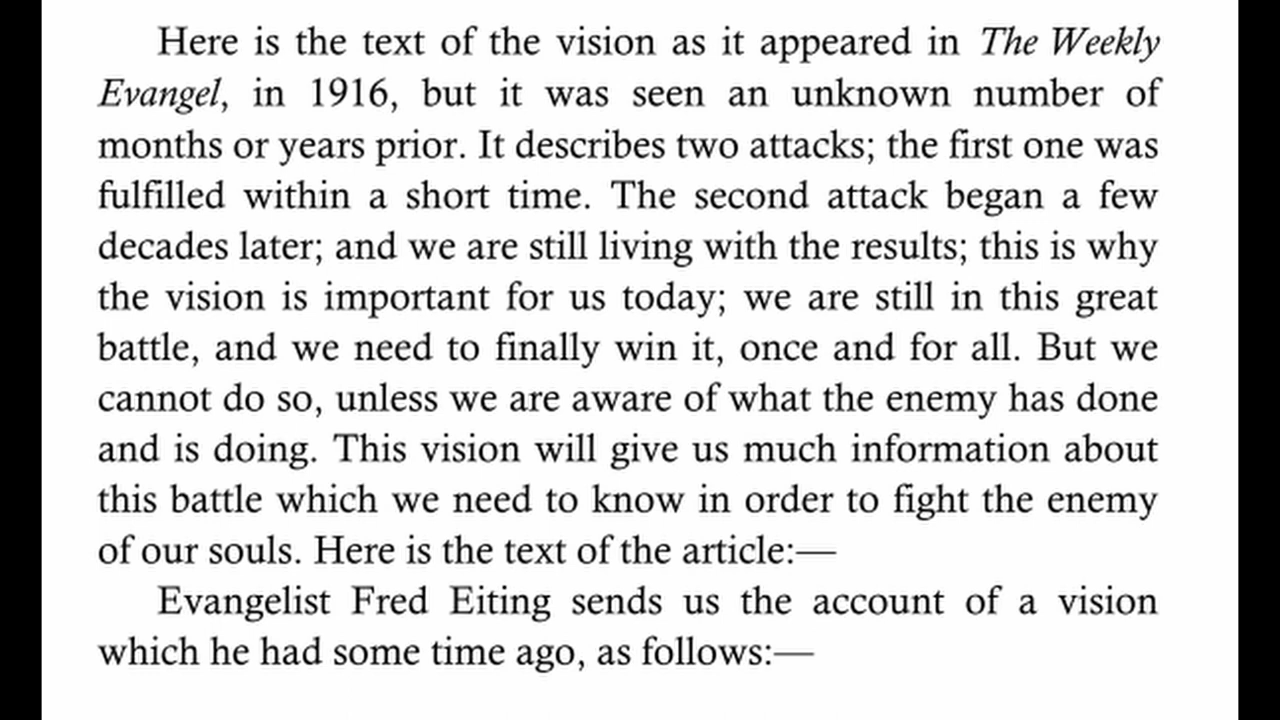 Here is the text of the vision as it appeared in The Weekly
Evangel, in 1916, but it was seen an unknown number of
months or years prior. It describes two attacks; the first one was
fulfilled within a short time. The second attack began a few
decades later; and we are still living with the results; this is why
the vision is important for us today; we are still in this great
battle, and we need to finally win it, once and for all. But we
cannot do so, unless we are aware of what the enemy has done
and is doing. This vision will give us much information about
this battle which we need to know in order to fight the enemy
of our souls. Here is the text of the article:—
Evangelist Fred Eiting sends us the account of a vision
which he had some time ago, as follows:—